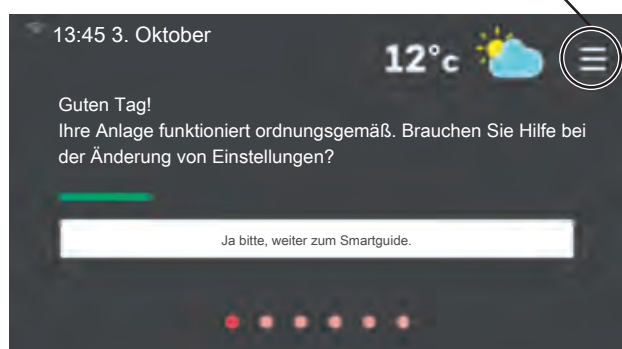 13:45 3. Oktober
12°c
Guten Tag!
Ihre Anlage funktioniert ordnungsgemäß. Brauchen Sie Hilfe bei
der Änderung von Einstellungen?
Ja bitte, weiter zum Smartguide.